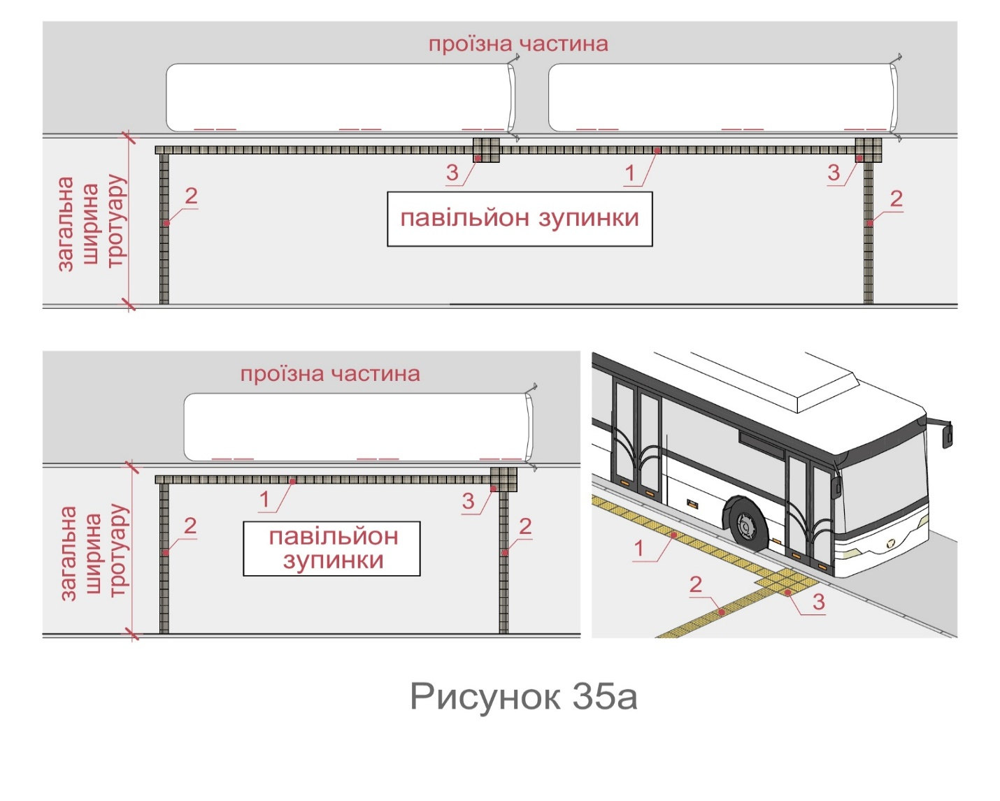 проїзна частина
3
1
3
2
2
загальна
ширина
тротуару
павільйон зупинки
проїзна частина
1
3
2
2
загальна
ширина
тротуару
павільйон
зупинки
1
2
3
Рисунок 35а